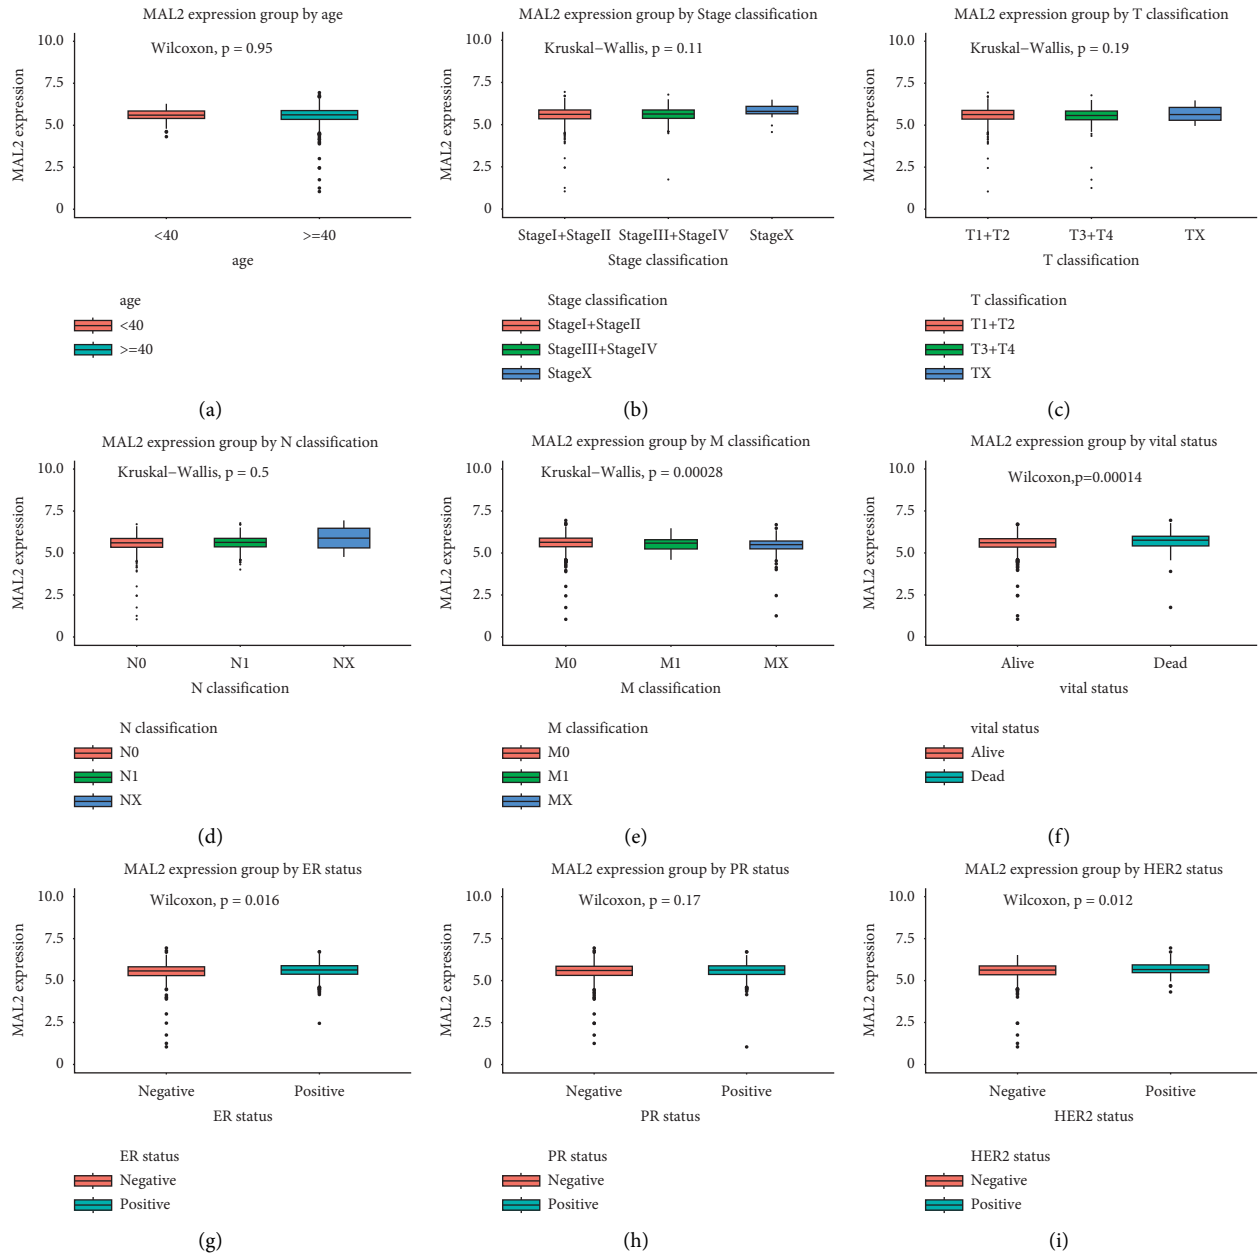 MAL2 expression group by age
Wilcoxon, p = 0.95
MAL2 expression
10.0
7.5
5.0
2.5
0
<40
>=40
age
age
<40
>=40
(a)
MAL2 expression group by Stage classification
Kruskal−Wallis, p = 0.11
MAL2 expression
10.0
7.5
5.0
2.5
0
StageI+StageII
StageIII+StageIV
StageX
Stage classification
Stage classification
StageI+StageII
StageIII+StageIV
StageX
(b)
MAL2 expression group by T classification
Kruskal−Wallis, p = 0.19
MAL2 expression
10.0
7.5
5.0
2.5
0
T1+T2
T3+T4
TX
T classification
T classification
T1+T2
T3+T4
TX
(c)
MAL2 expression group by N classification
Kruskal−Wallis, p = 0.5
MAL2 expression
10.0
7.5
5.0
2.5
0
N0
N1
NX
N classification
N classification
N0
N1
NX
(d)
MAL2 expression group by M classification
Kruskal−Wallis, p = 0.00028
MAL2 expression
10.0
7.5
5.0
2.5
0
M0
M1
MX
M classification
M classification
M0
M1
MX
(e)
MAL2 expression group by vital status
Wilcoxon,p=0.00014
MAL2 expression
10.0
7.5
5.0
2.5
0
Alive
Dead
vital status
vital status
Alive
Dead
(f)
MAL2 expression group by ER status
Wilcoxon, p = 0.016
MAL2 expression
10.0
7.5
5.0
2.5
0
Negative
Positive
ER status
ER status
Negative
Positive
(g)
MAL2 expression group by PR status
Wilcoxon, p = 0.17
MAL2 expression
10.0
7.5
5.0
2.5
0
Negative
Positive
PR status
PR status
Negative
Positive
(h)
MAL2 expression group by HER2 status
Wilcoxon, p = 0.012
MAL2 expression
10.0
7.5
5.0
2.5
0
Negative
Positive
HER2 status
HER2 status
Negative
Positive
(i)